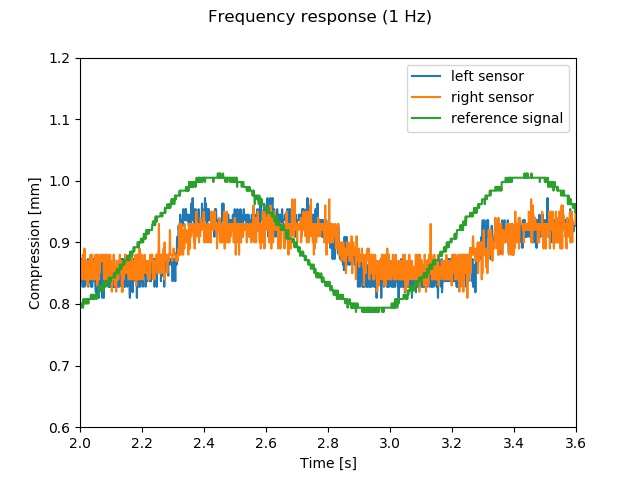 Frequency response (1 Hz)
left sensor
right sensor
reference signal
Compression [mm]
1.2
1.1
1.0
0.9
0.8
0.7
0.6
2.0 2.2 2.4 2.6 2.8 3.0 3.2 3.4 3.6
Time [s]